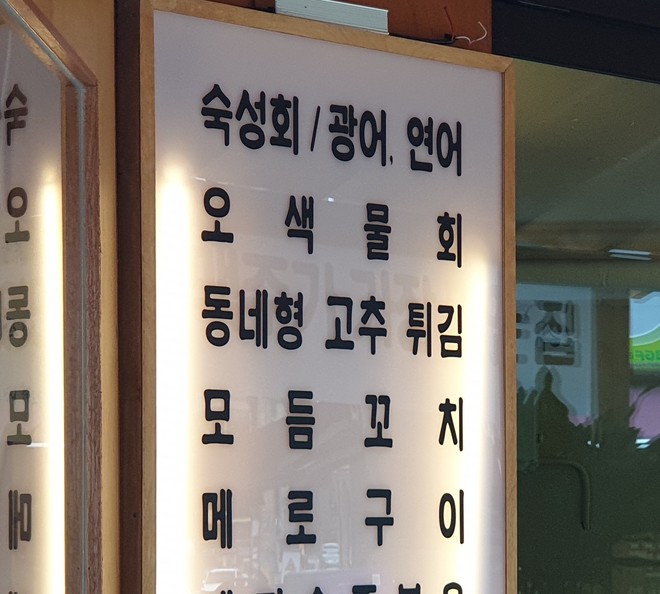 숙성회 / 광어, 연어
오색물회
동네형 고추 튀김
모듬꼬치
메로구이